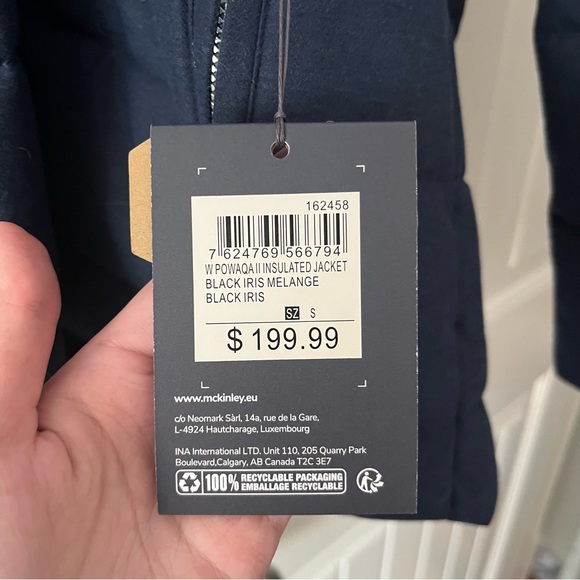 162458
7 624769 566794
W POWAQA II INSULATED JACKET
BLACK IRIS MELANGE
BLACK IRIS
SZ S
$ 199.99
www.mckinley.eu
c/o Neomark Sàrl, 14a, rue de la Gare,
L-4924 Hautcharage, Luxembourg
INA International LTD. Unit 110, 205 Quarry Park
Boulevard,Calgary, AB Canada T2C 3E7
100% RECYCLABLE PACKAGING
EMBALLAGE RECYCLABLE